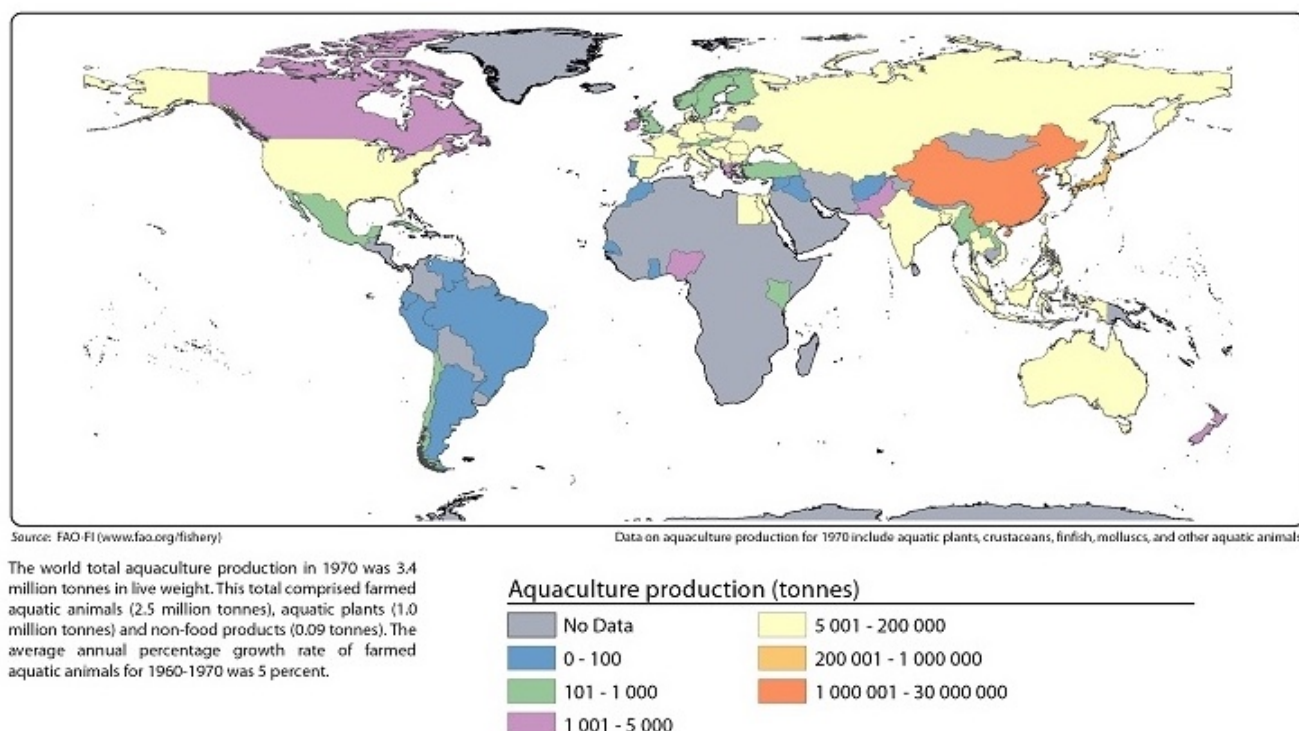 Source: FAO-FI (www.fao.org/fishery)
Data on aquaculture production for 1970 include aquatic plants, crustaceans, finfish, molluscs, and other aquatic animals
The world total aquaculture production in 1970 was 3.4
million tonnes in live weight. This total comprised farmed
aquatic animals (2.5 million tonnes), aquatic plants (1.0
million tonnes) and non-food products (0.09 tonnes). The
average annual percentage growth rate of farmed
aquatic animals for 1960-1970 was 5 percent.
Aquaculture production (tonnes)
No Data
0 - 100
101 - 1 000
1 001 - 5 000
5 001 - 200 000
200 001 - 1 000 000
1 000 001 - 30 000 000